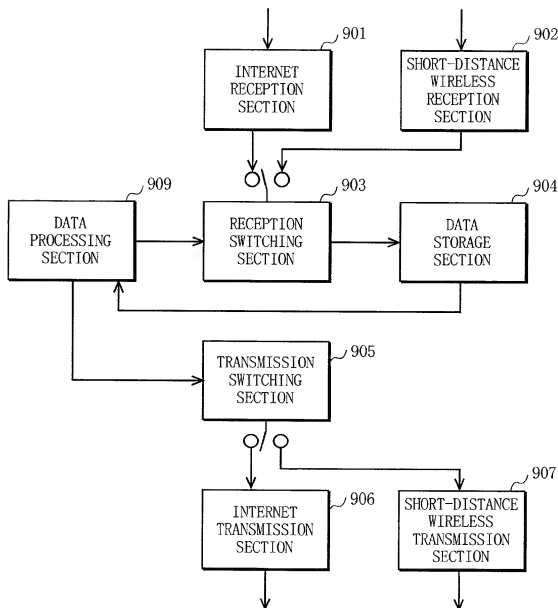 901
INTERNET
RECEPTION
SECTION
902
SHORT-DISTANCE
WIRELESS
RECEPTION
SECTION
909
DATA
PROCESSING
SECTION
903
RECEPTION
SWITCHING
SECTION
904
DATA
STORAGE
SECTION
905
TRANSMISSION
SWITCHING
SECTION
906
INTERNET
TRANSMISSION
SECTION
907
SHORT-DISTANCE
WIRELESS
TRANSMISSION
SECTION